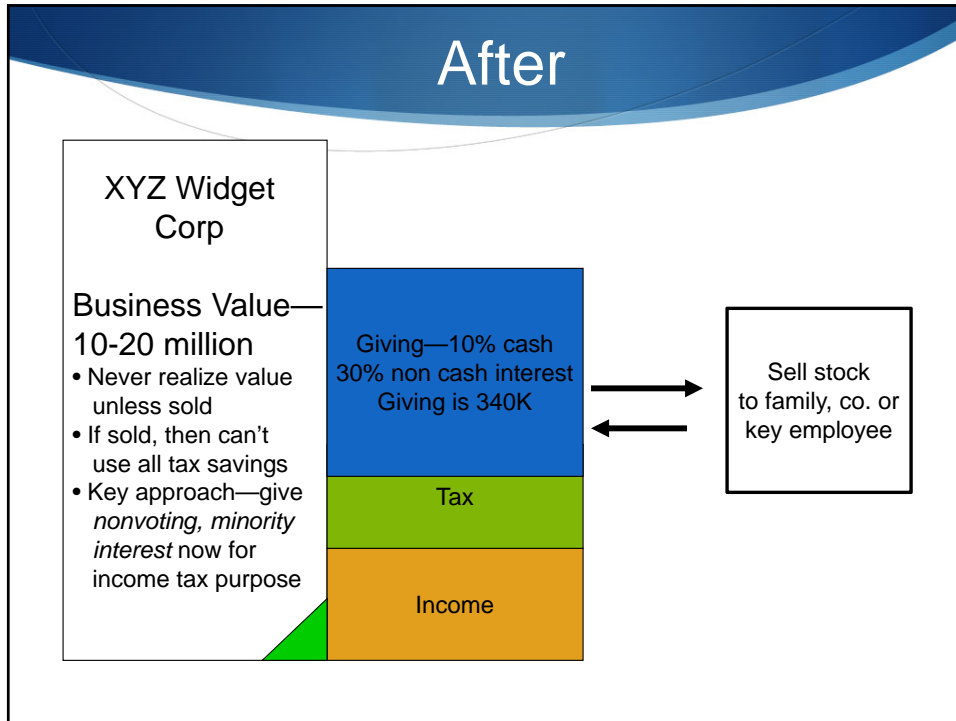 After
XYZ Widget
Corp
Business Value—
10-20 million
• Never realize value
unless sold
• If sold, then can't
use all tax savings
• Key approach—give
nonvoting, minority
interest now for
income tax purpose
Giving—10% cash
30% non cash interest
Giving is 340K
Tax
Income
Sell stock
to family, co. or
key employee